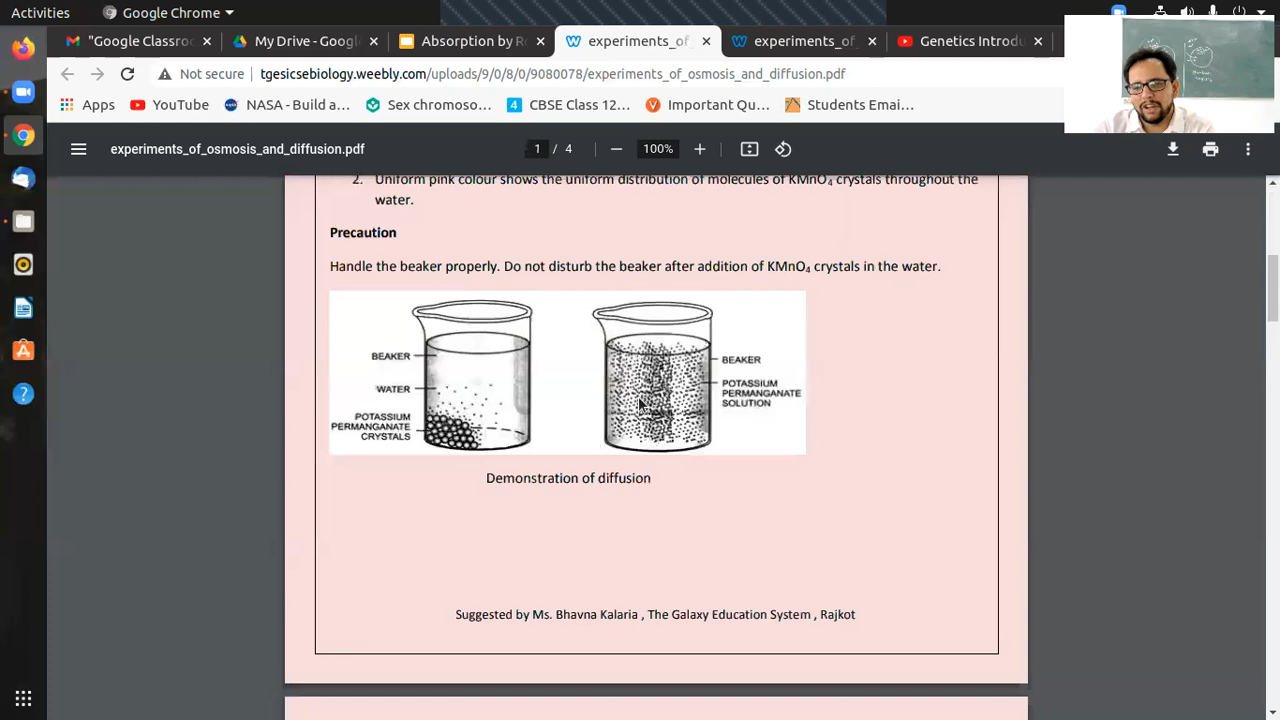 Activities
Google Chrome
"Google Classro
My Drive - Googl
Absorption by R
experiments_of_
experiments_of_
Genetics Introdu
Not secure
tgesicsebiology.weebly.com/uploads/9/0/8/0/9080078/experiments_of_osmosis_and_diffusion.pdf
Apps
YouTube
NASA - Build a...
Sex chromoso...
CBSE Class 12...
Important Qu...
Students Emai...
experiments_of_osmosis_and_diffusion.pdf
1 / 4
100%
2. Uniform pink colour shows the uniform distribution of molecules of KMnO₄ crystals throughout the
water.
Precaution
Handle the beaker properly. Do not disturb the beaker after addition of KMnO₄ crystals in the water.
BEAKER
WATER
POTASSIUM
PERMANGANATE
CRYSTALS
BEAKER
POTASSIUM
PERMANGANATE
SOLUTION
Demonstration of diffusion
Suggested by Ms. Bhavna Kalaria , The Galaxy Education System , Rajkot